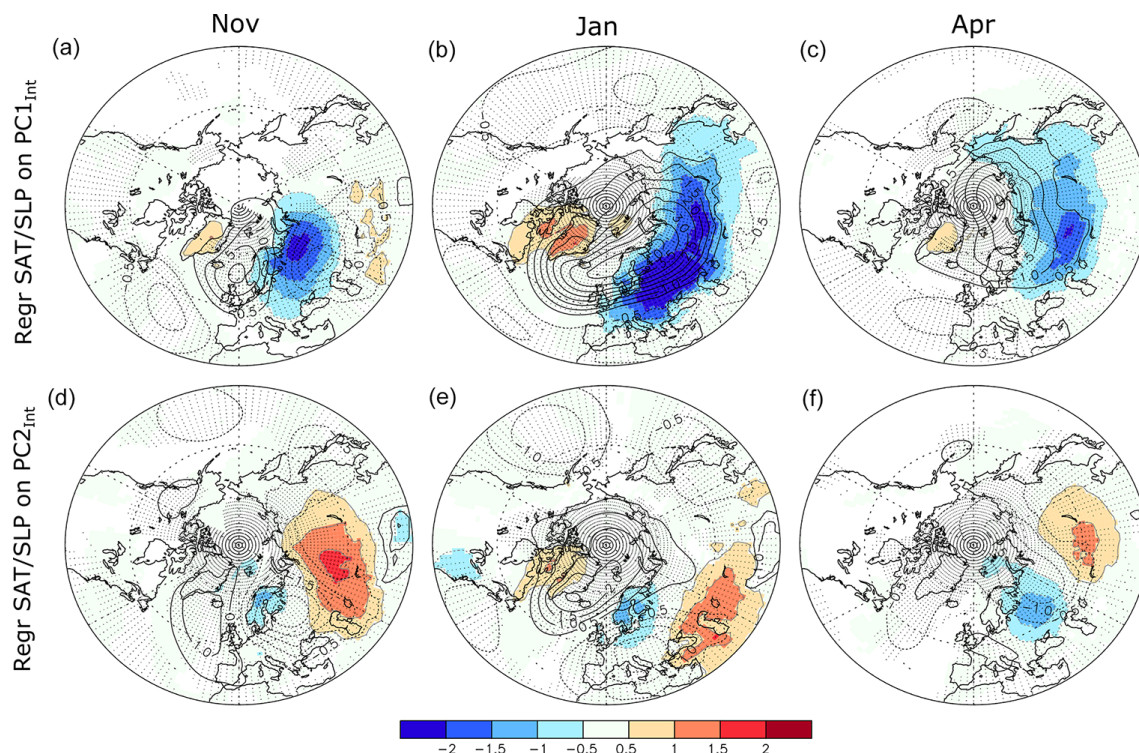 Nov Jan Apr
(a) (b) (c)
Regr SAT/SLP on PC1Int
(d) (e) (f)
Regr SAT/SLP on PC2Int
-2 -1.5 -1 -0.5 0.5 1 1.5 2